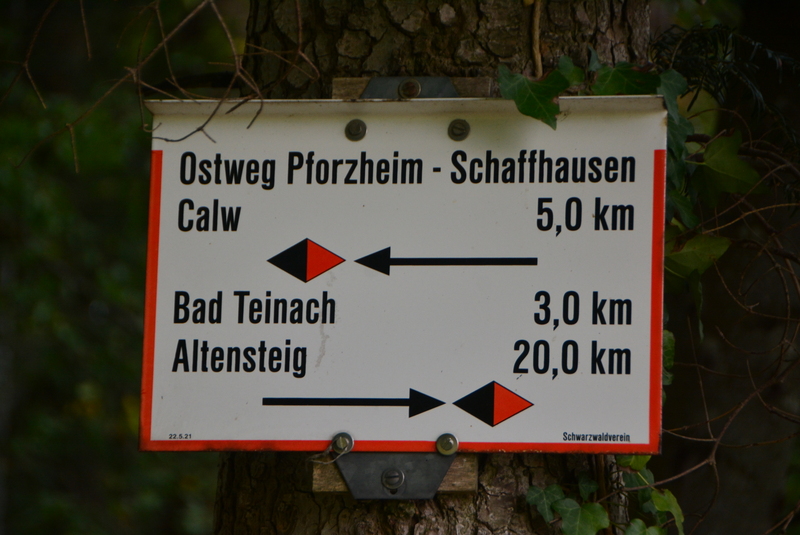 Ostweg Pforzheim - Schaffhausen
Calw 5,0 km
Bad Teinach 3,0 km
Altensteig 20,0 km
22.5.21 Schwarzwaldverein